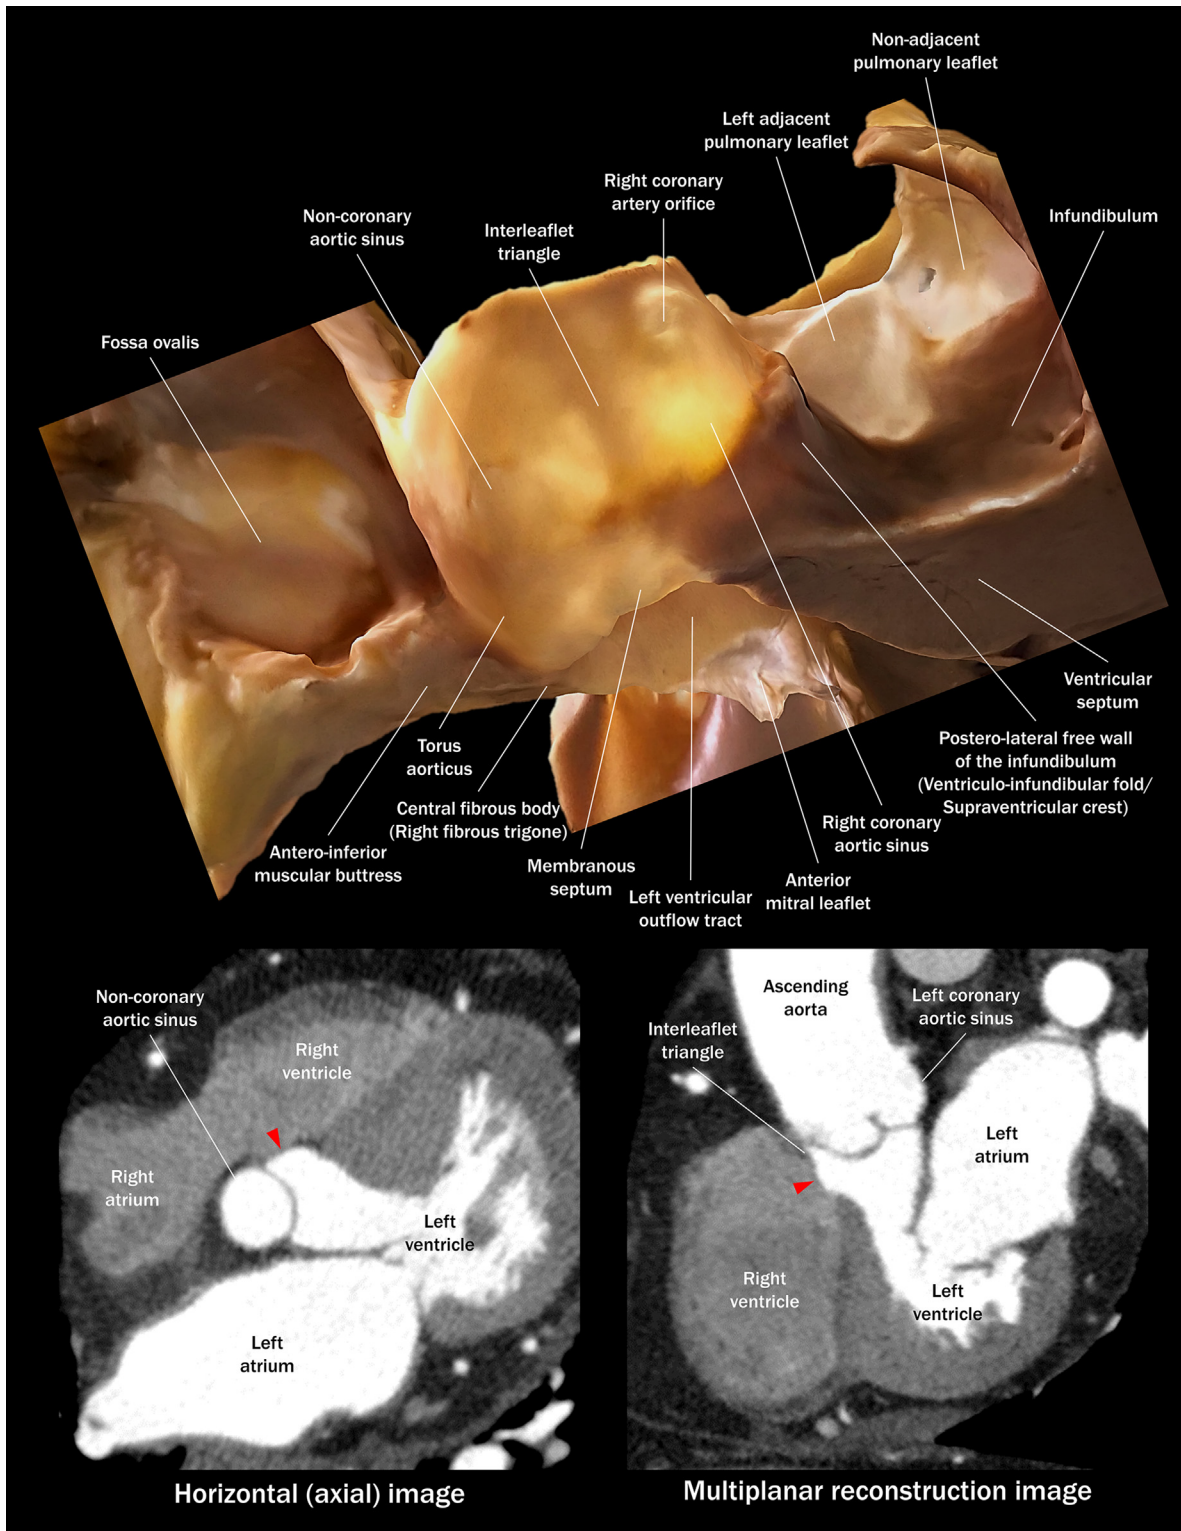 Non-adjacent
pulmonary leaflet
Left adjacent
pulmonary leaflet
Right coronary
artery orifice
Non-coronary
aortic sinus
Interleaflet
triangle
Infundibulum
Fossa ovalis
Ventricular
septum
Torus
aorticus
Postero-lateral free wall
of the infundibulum
(Ventriculo-infundibular fold/
Supraventricular crest)
Central fibrous body
(Right fibrous trigone)
Right coronary
aortic sinus
Antero-inferior
muscular buttress
Membranous
septum
Anterior
mitral leaflet
Left ventricular
outflow tract
Non-coronary
aortic sinus
Right
ventricle
Right
atrium
Left
ventricle
Left
atrium
Horizontal (axial) image
Ascending
aorta
Left coronary
aortic sinus
Interleaflet
triangle
Left
atrium
Right
ventricle
Left
ventricle
Multiplanar reconstruction image